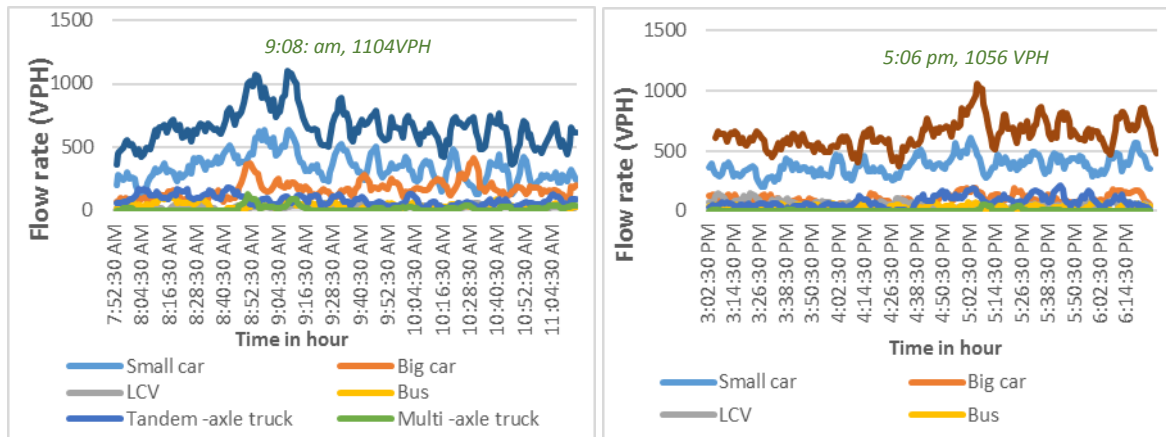 1500
9:08: am, 1104VPH
1000
500
0
Flow rate (VPH)
7:52:30 AM
8:04:30 AM
8:16:30 AM
8:28:30 AM
8:40:30 AM
8:52:30 AM
9:04:30 AM
9:16:30 AM
9:28:30 AM
9:40:30 AM
9:52:30 AM
10:04:30 AM
10:16:30 AM
10:28:30 AM
10:40:30 AM
10:52:30 AM
11:04:30 AM
Time in hour
Small car
Big car
LCV
Bus
Tandem -axle truck
Multi -axle truck
1500
5:06 pm, 1056 VPH
1000
500
0
Flow rate (VPH)
3:02:30 PM
3:14:30 PM
3:26:30 PM
3:38:30 PM
3:50:30 PM
4:02:30 PM
4:14:30 PM
4:26:30 PM
4:38:30 PM
4:50:30 PM
5:02:30 PM
5:14:30 PM
5:26:30 PM
5:38:30 PM
5:50:30 PM
6:02:30 PM
6:14:30 PM
Time in hour
Small car
Big car
LCV
Bus